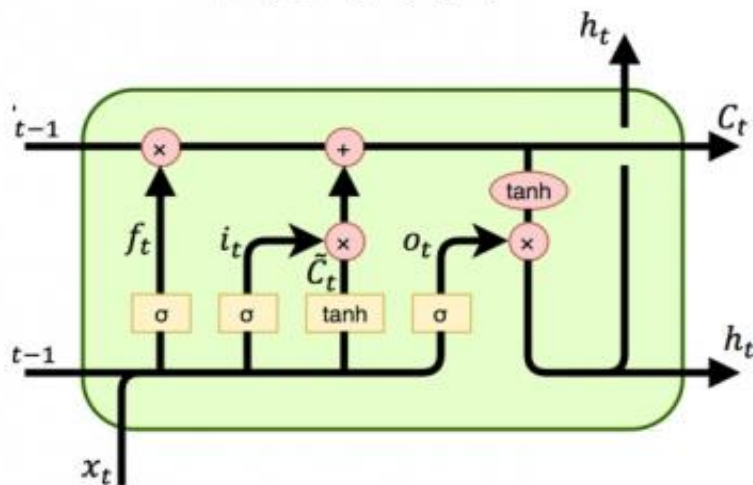 h_t
t-1
C_t
×
+
tanh
f_t
i_t
×
o_t
×
C̃_t
σ
σ
tanh
σ
t-1
h_t
x_t